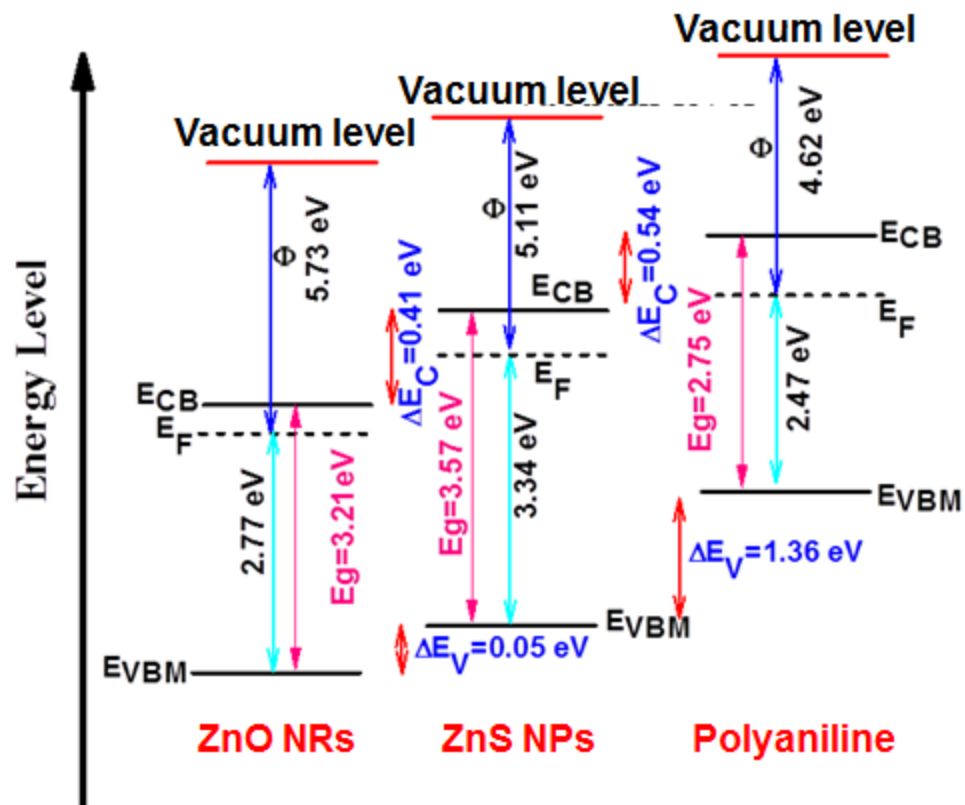 Energy Level
Vacuum level
Φ
5.73 eV
ECB
EF
2.77 eV
Eg=3.21 eV
EVBM
ZnO NRs
ΔEC=0.41 eV
ΔEV=0.05 eV
Vacuum level
Φ
5.11 eV
ECB
EF
Eg=3.57 eV
3.34 eV
EVBM
ZnS NPs
ΔEC=0.54 eV
ΔEV=1.36 eV
Vacuum level
Φ
4.62 eV
ECB
EF
Eg=2.75 eV
2.47 eV
EVBM
Polyaniline